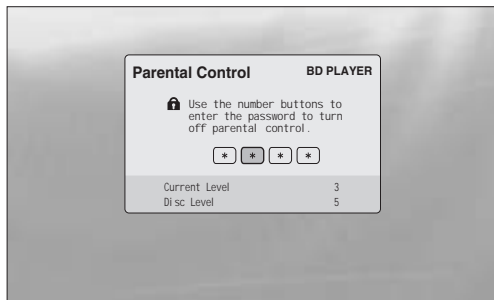 Parental Control BD PLAYER
Use the number buttons to
enter the password to turn
off parental control.
* * * *
Current Level 3
Disc Level 5